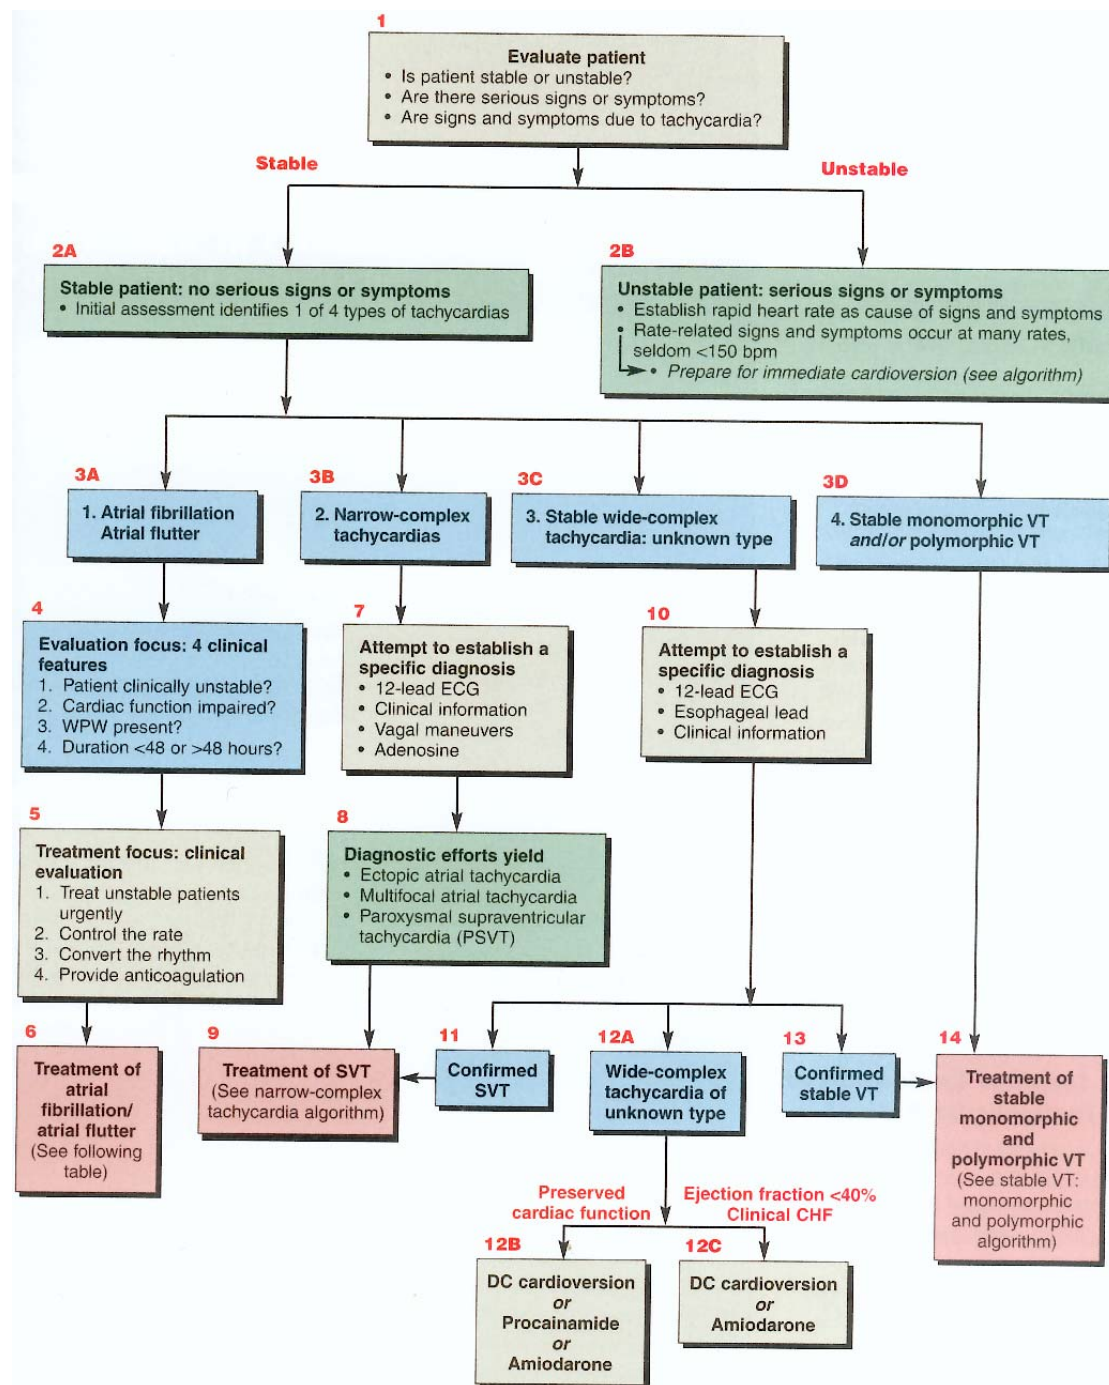 1
Evaluate patient
• Is patient stable or unstable?
• Are there serious signs or symptoms?
• Are signs and symptoms due to tachycardia?
Stable
Unstable
2A
Stable patient: no serious signs or symptoms
• Initial assessment identifies 1 of 4 types of tachycardias
2B
Unstable patient: serious signs or symptoms
• Establish rapid heart rate as cause of signs and symptoms
• Rate-related signs and symptoms occur at many rates,
seldom <150 bpm
• Prepare for immediate cardioversion (see algorithm)
3A
1. Atrial fibrillation
Atrial flutter
3B
2. Narrow-complex
tachycardias
3C
3. Stable wide-complex
tachycardia: unknown type
3D
4. Stable monomorphic VT
and/or polymorphic VT
4
Evaluation focus: 4 clinical
features
1. Patient clinically unstable?
2. Cardiac function impaired?
3. WPW present?
4. Duration <48 or >48 hours?
7
Attempt to establish a
specific diagnosis
• 12-lead ECG
• Clinical information
• Vagal maneuvers
• Adenosine
10
Attempt to establish a
specific diagnosis
• 12-lead ECG
• Esophageal lead
• Clinical information
5
Treatment focus: clinical
evaluation
1. Treat unstable patients
urgently
2. Control the rate
3. Convert the rhythm
4. Provide anticoagulation
8
Diagnostic efforts yield
• Ectopic atrial tachycardia
• Multifocal atrial tachycardia
• Paroxysmal supraventricular
tachycardia (PSVT)
6
Treatment of
atrial
fibrillation/
atrial flutter
(See following
table)
9
Treatment of SVT
(See narrow-complex
tachycardia algorithm)
11
Confirmed
SVT
12A
Wide-complex
tachycardia of
unknown type
13
Confirmed
stable VT
14
Treatment of
stable
monomorphic
and
polymorphic VT
(See stable VT:
monomorphic
and polymorphic
algorithm)
Preserved
cardiac function
Ejection fraction <40%
Clinical CHF
12B
DC cardioversion
or
Procainamide
or
Amiodarone
12C
DC cardioversion
or
Amiodarone